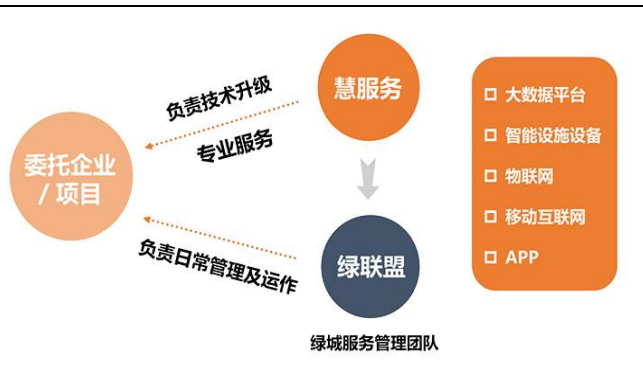 慧服务
负责技术升级
专业服务
委托企业
/ 项目
负责日常管理及运作
绿联盟
绿城服务管理团队
大数据平台
智能设施设备
物联网
移动互联网
APP